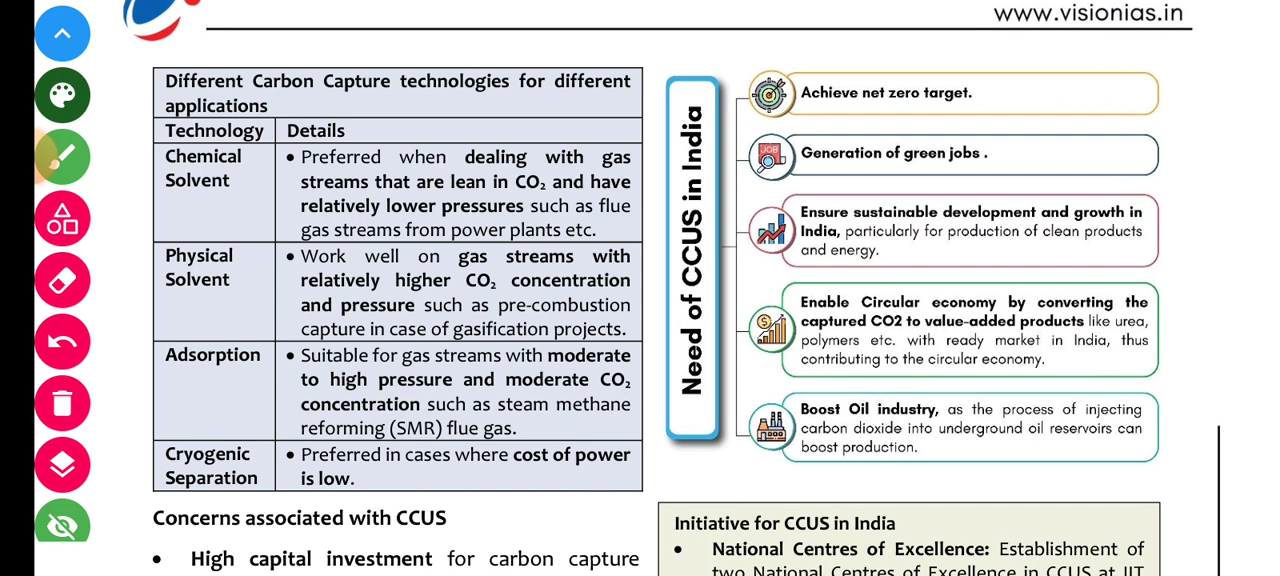 www.visionias.in
Different Carbon Capture technologies for different
applications
Technology Details
Chemical
Solvent
• Preferred when dealing with gas
streams that are lean in CO₂ and have
relatively lower pressures such as flue
gas streams from power plants etc.
Physical
Solvent
• Work well on gas streams with
relatively higher CO₂ concentration
and pressure such as pre-combustion
capture in case of gasification projects.
Adsorption
• Suitable for gas streams with moderate
to high pressure and moderate CO₂
concentration such as steam methane
reforming (SMR) flue gas.
Cryogenic
Separation
• Preferred in cases where cost of power
is low.
Concerns associated with CCUS
• High capital investment for carbon capture
Need of CCUS in India
Achieve net zero target.
JOB
Generation of green jobs .
Ensure sustainable development and growth in
India, particularly for production of clean products
and energy.
Enable Circular economy by converting the
captured CO2 to value-added products like urea,
polymers etc. with ready market in India, thus
contributing to the circular economy.
Boost Oil industry, as the process of injecting
carbon dioxide into underground oil reservoirs can
boost production.
Initiative for CCUS in India
• National Centres of Excellence: Establishment of
two National Centres of Excellence in CCUS at IIT